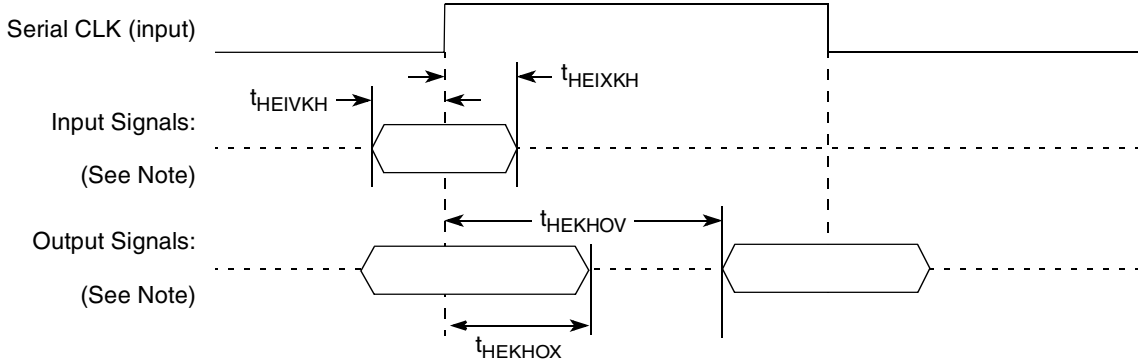 Serial CLK (input)
tHEIXKH
tHEIVKH
Input Signals:
(See Note)
tHEKHOV
Output Signals:
(See Note)
tHEKHOX